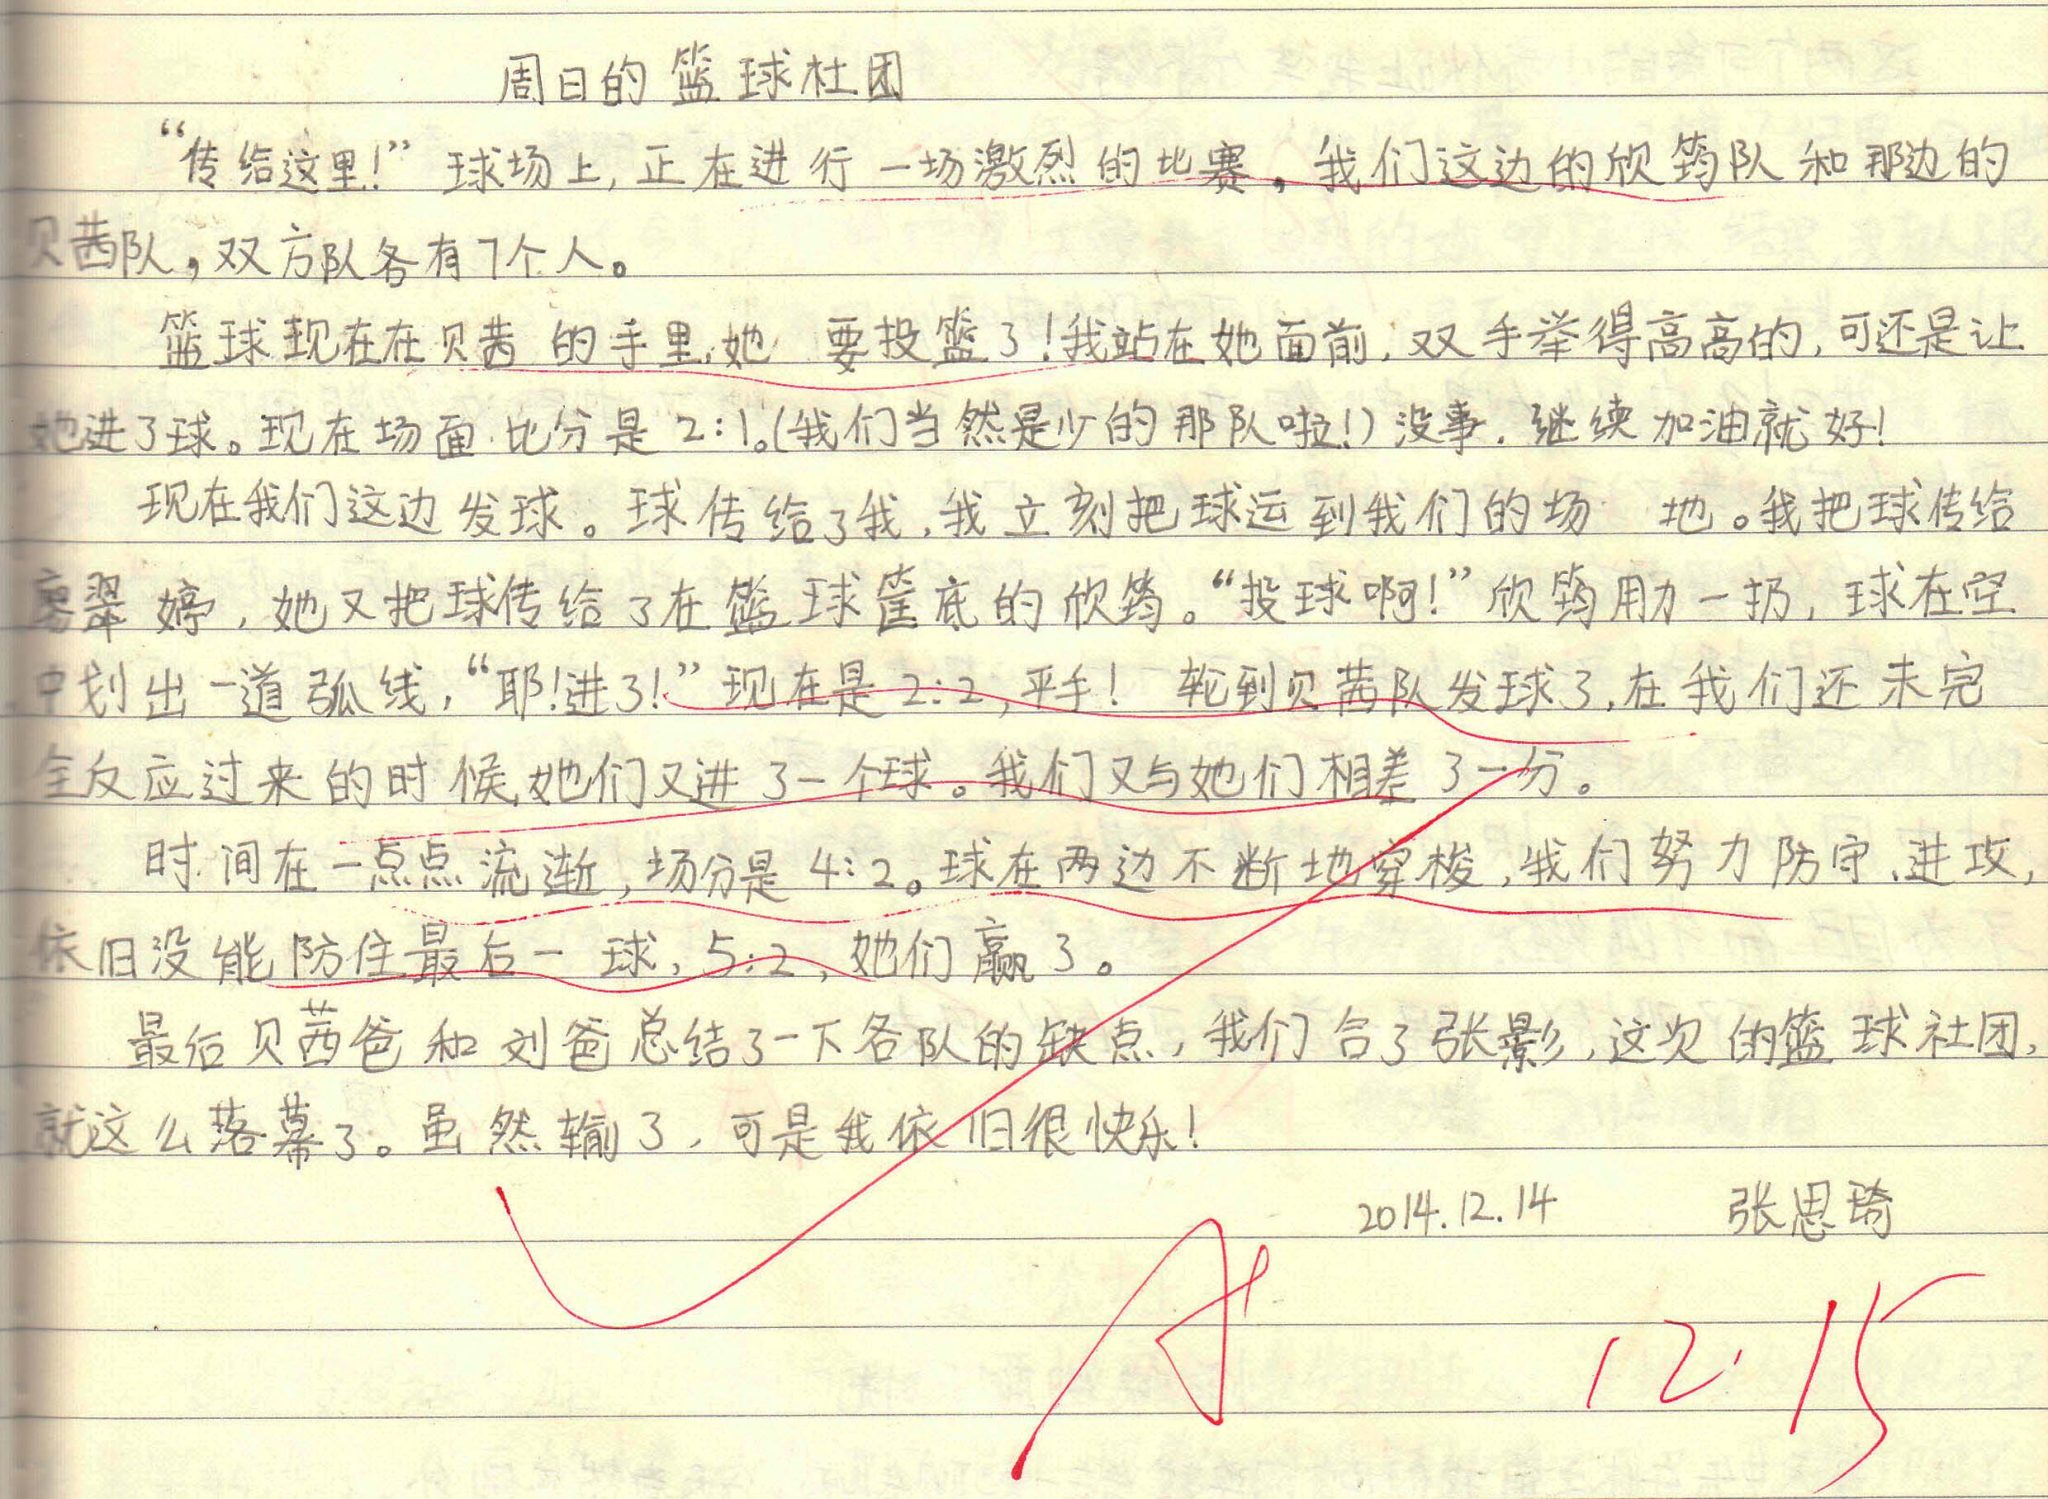 周日的篮球社团
“传给这里!”球场上,正在进行一场激烈的比赛,我们这边的欣筠队和那边的
贝茜队,双方队各有7个人。
篮球现在在贝茜的手里,她要投篮了!我站在她面前,双手举得高高的,可还是让
她进了球。现在场面比分是2:1。(我们当然是少的那队啦!)没事,继续加油就好!
现在我们这边发球。球传给了我,我立刻把球运到我们的场地。我把球传给
翠婷,她又把球传给了在篮球筐底的欣筠。“投球啊!”欣筠用力一扔,球在空
中划出一道弧线,“耶!进了!”现在是2:2,平手!轮到贝茜队发球了,在我们还未完
全反应过来的时候,她们又进了一个球。我们又与她们相差了一分。
时间在一点点流逝,场分是4:2。球在两边不断地穿梭,我们努力防守、进攻,
依旧没能防住最后一球,5:2,她们赢了。
最后贝茜爸和刘爸总结了一下各队的缺点,我们合了张影,这次的篮球社团,
就这么落幕了。虽然输了,可是我依旧很快乐!
2014.12.14 张思琦
A+ 12.15